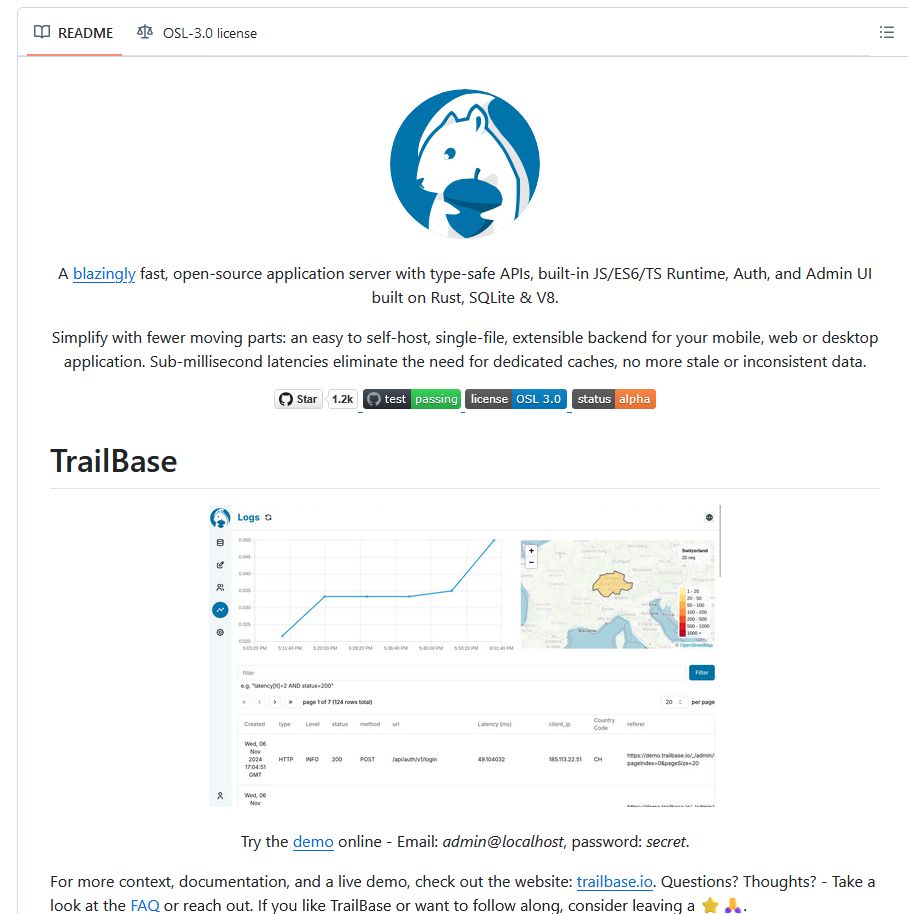 README
OSL-3.0 license
A blazingly fast, open-source application server with type-safe APIs, built-in JS/ES6/TS Runtime, Auth, and Admin UI
built on Rust, SQLite & V8.
Simplify with fewer moving parts: an easy to self-host, single-file, extensible backend for your mobile, web or desktop
application. Sub-millisecond latencies eliminate the need for dedicated caches, no more stale or inconsistent data.
Star 1.2k test passing license OSL 3.0 status alpha
TrailBase
Logs
0.050
0.045
0.040
0.035
0.030
0.025
0.020
5:03:20 PM 5:11:40 PM 5:20:00 PM 5:28:20 PM 5:36:40 PM 5:45:00 PM 5:53:20 PM 6:01:40 PM
+
−
Switzerland
20 req
Marseille
1 - 20
20 - 50
50 - 100
100 - 200
200 - 500
500 - 1000
1000 +
© OpenStreetMap
filter
Filter
e.g. "latency[lt]=2 AND status=200"
« ‹ › » page 1 of 7 (124 rows total) 20 per page
Created type Level status method url Latency (ms) client_ip Country Code referer
Wed, 06
Nov
2024
17:04:51
GMT
HTTP INFO 200 POST /api/auth/v1/login 49.104032 185.113.22.51 CH
https://demo.trailbase.io/_/admin/
pageIndex=0&pageSize=20
Wed, 06
Nov
Try the demo online - Email: admin@localhost, password: secret.
For more context, documentation, and a live demo, check out the website: trailbase.io. Questions? Thoughts? - Take a
look at the FAQ or reach out. If you like TrailBase or want to follow along, consider leaving a ⭐🙏.